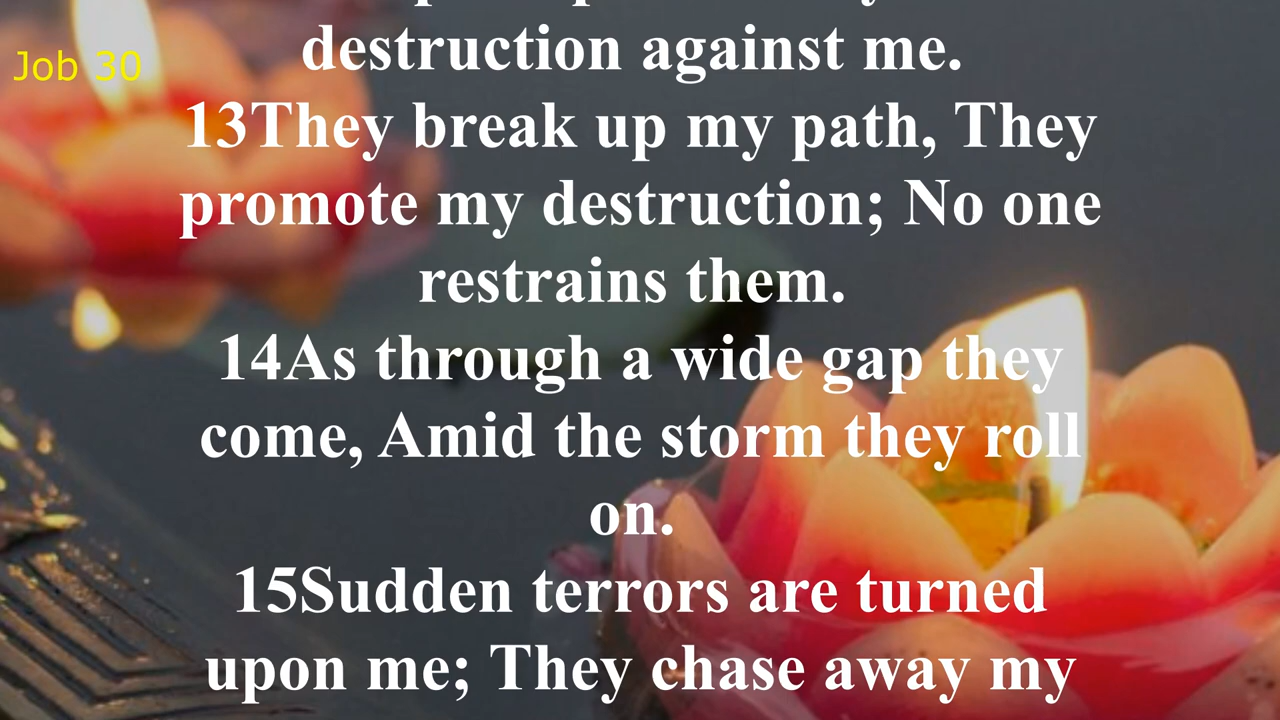 Job 30
destruction against me.
13They break up my path, They
promote my destruction; No one
restrains them.
14As through a wide gap they
come, Amid the storm they roll
on.
15Sudden terrors are turned
upon me; They chase away my